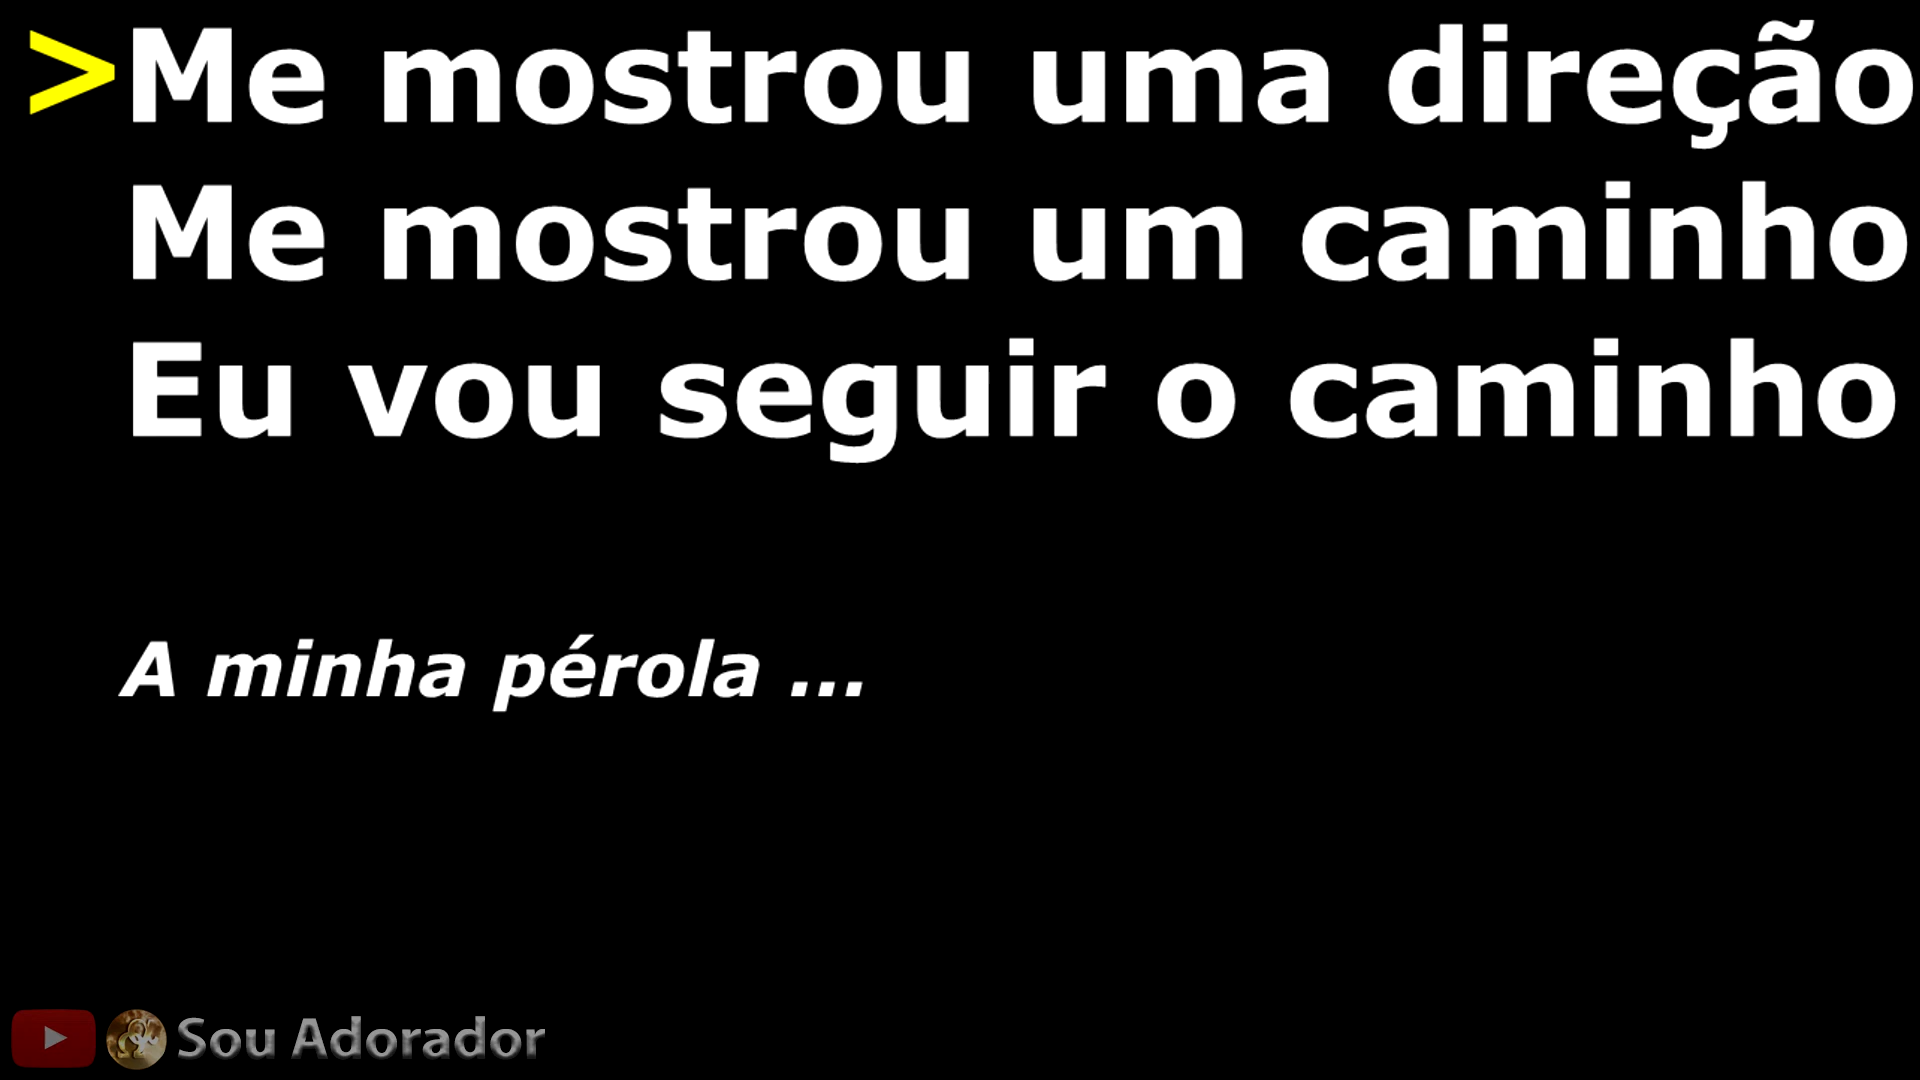 >Me mostrou uma direção
Me mostrou um caminho
Eu vou seguir o caminho
A minha pérola ...
Sou Adorador